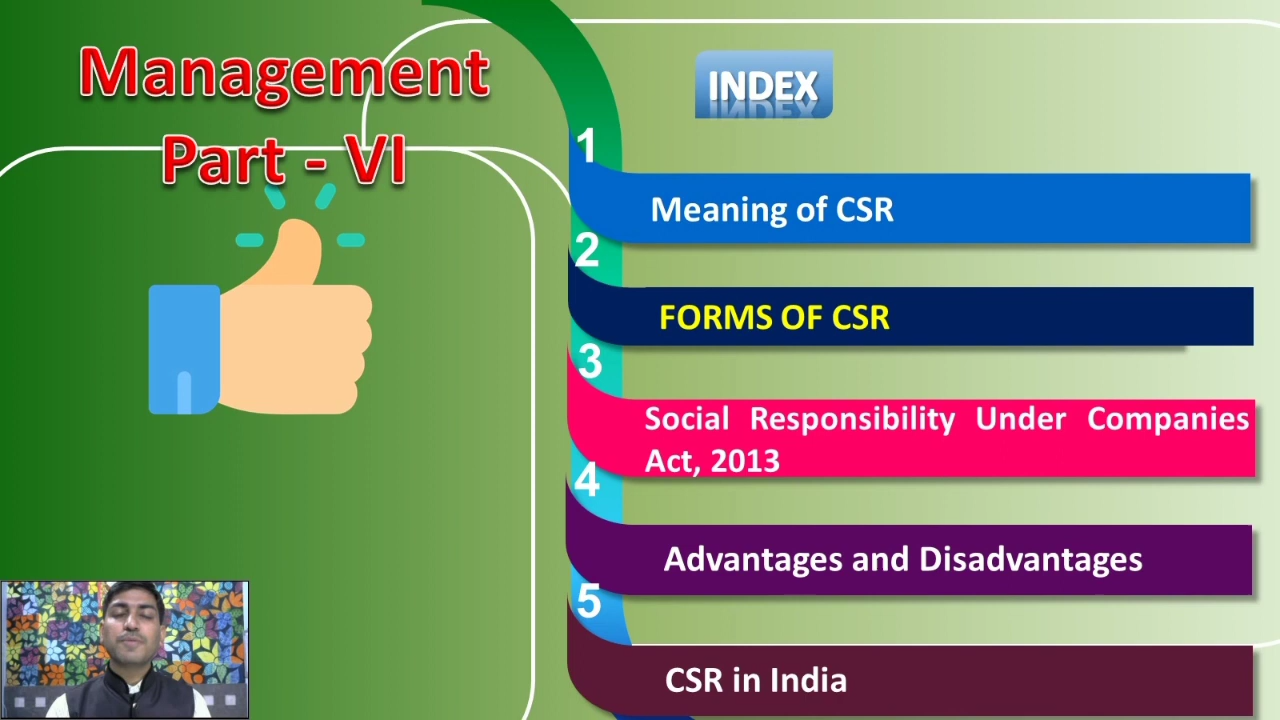 Management
Part - VI
INDEX
1
Meaning of CSR
2
FORMS OF CSR
3
Social Responsibility Under Companies
Act, 2013
4
Advantages and Disadvantages
5
CSR in India